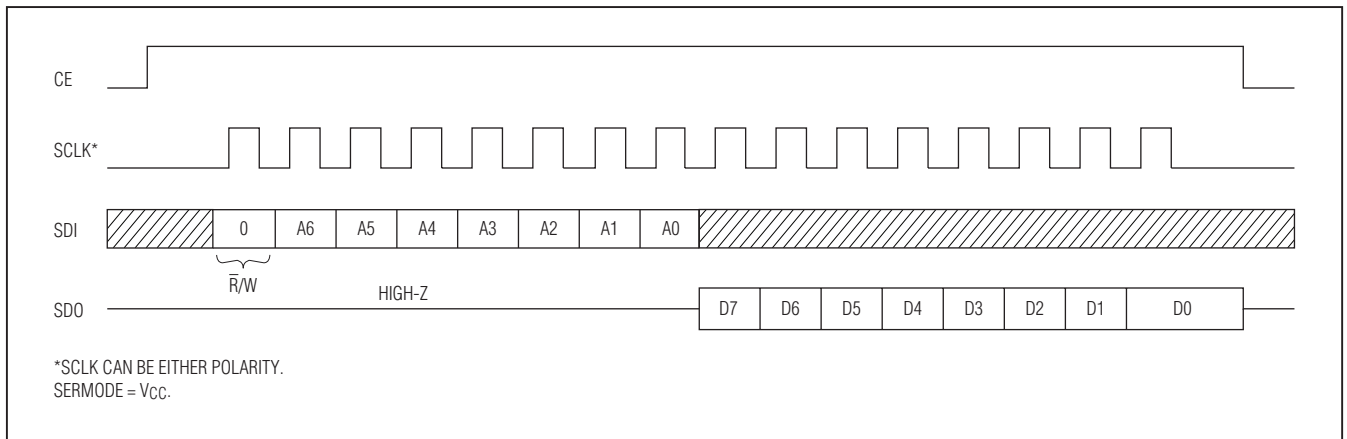 CE
SCLK*
SDI 0 A6 A5 A4 A3 A2 A1 A0
R̅/W
HIGH-Z
SDO D7 D6 D5 D4 D3 D2 D1 D0
*SCLK CAN BE EITHER POLARITY.
SERMODE = VCC.